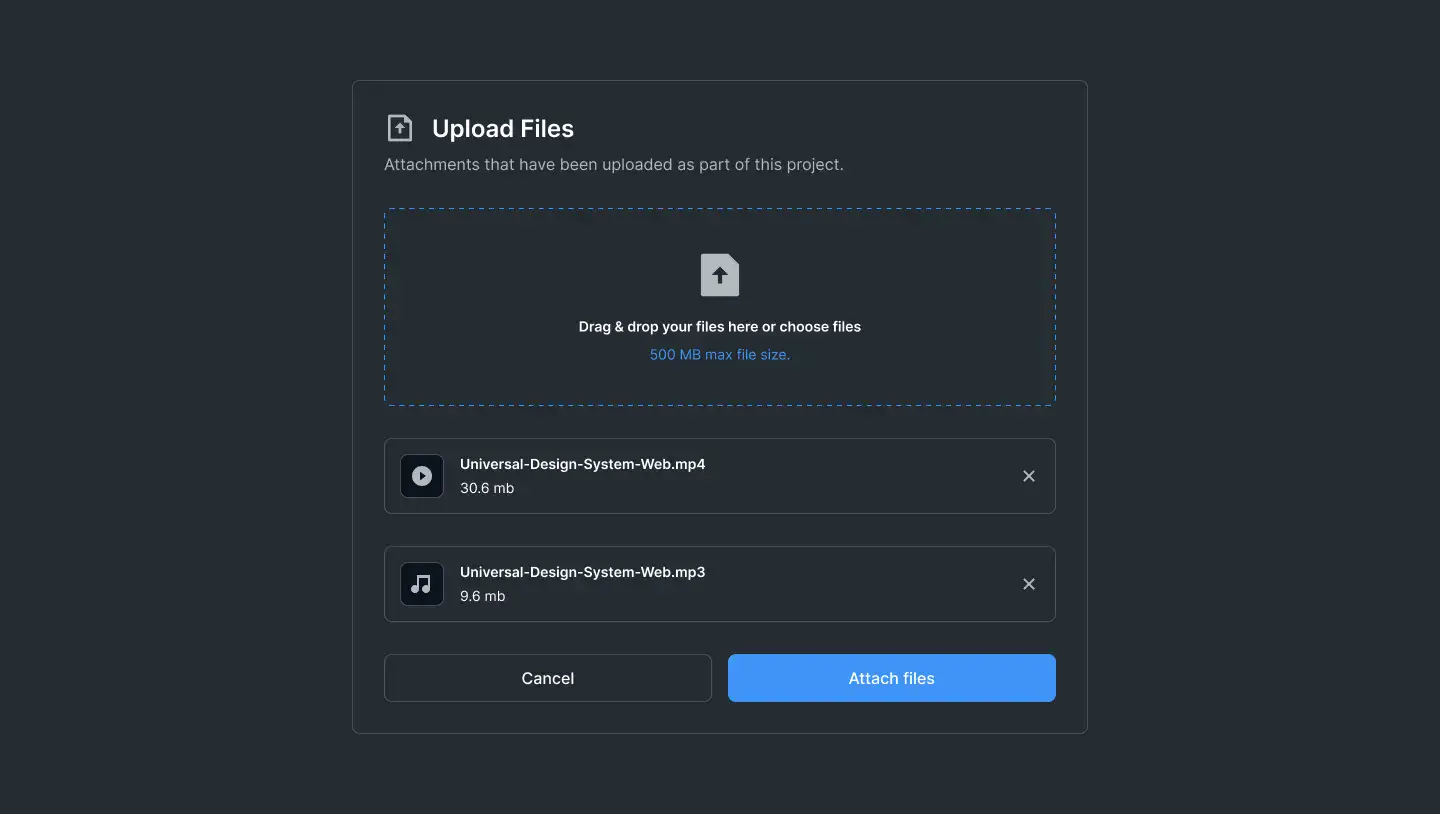 Upload Files
Attachments that have been uploaded as part of this project.
Drag & drop your files here or choose files
500 MB max file size.
Universal-Design-System-Web.mp4
30.6 mb
Universal-Design-System-Web.mp3
9.6 mb
Cancel
Attach files